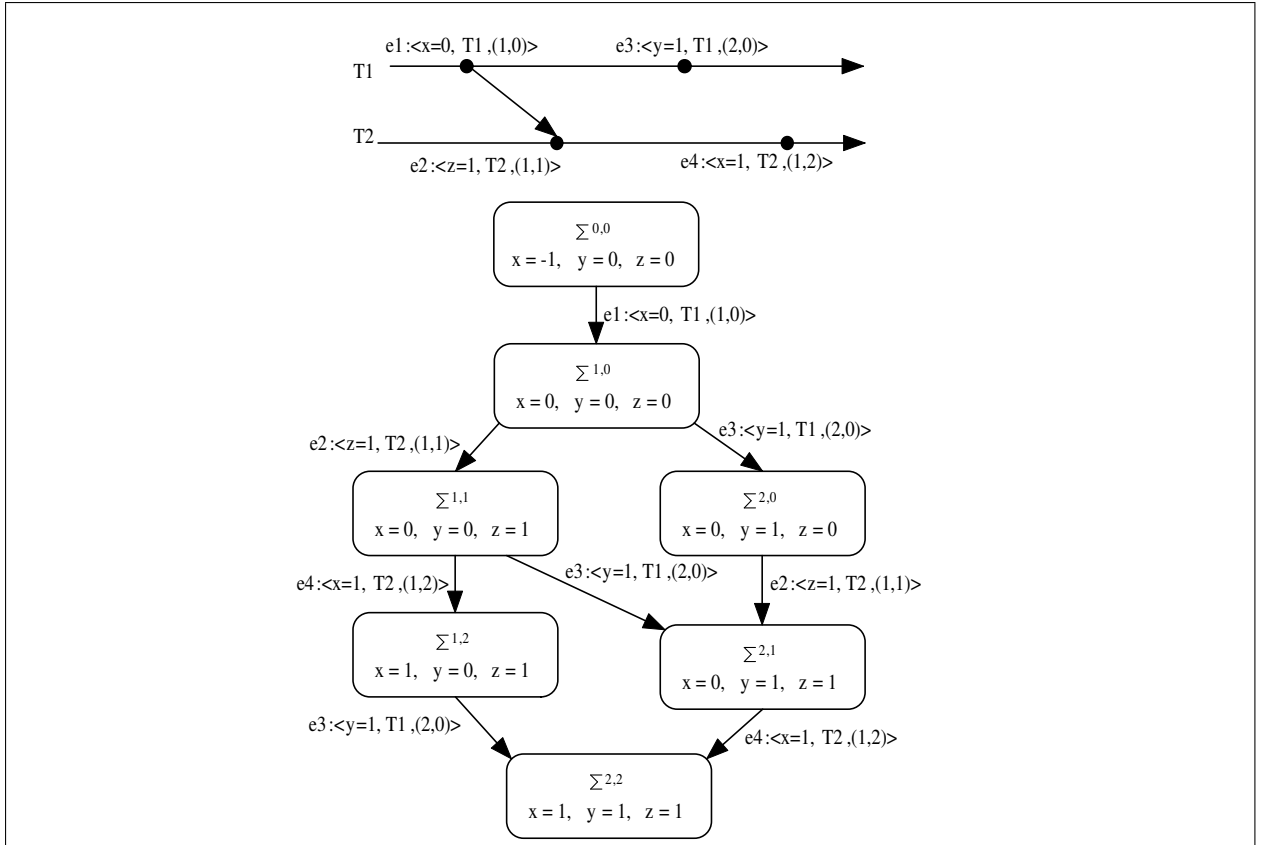 e1:<x=0, T1,(1,0)> e3:<y=1, T1,(2,0)>
T1
T2
e2:<z=1, T2,(1,1)> e4:<x=1, T2,(1,2)>
∑0,0
x = -1, y = 0, z = 0
e1:<x=0, T1,(1,0)>
∑1,0
x = 0, y = 0, z = 0
e2:<z=1, T2,(1,1)> e3:<y=1, T1,(2,0)>
∑1,1 ∑2,0
x = 0, y = 0, z = 1 x = 0, y = 1, z = 0
e4:<x=1, T2,(1,2)> e3:<y=1, T1,(2,0)> e2:<z=1, T2,(1,1)>
∑1,2 ∑2,1
x = 1, y = 0, z = 1 x = 0, y = 1, z = 1
e3:<y=1, T1,(2,0)> e4:<x=1, T2,(1,2)>
∑2,2
x = 1, y = 1, z = 1